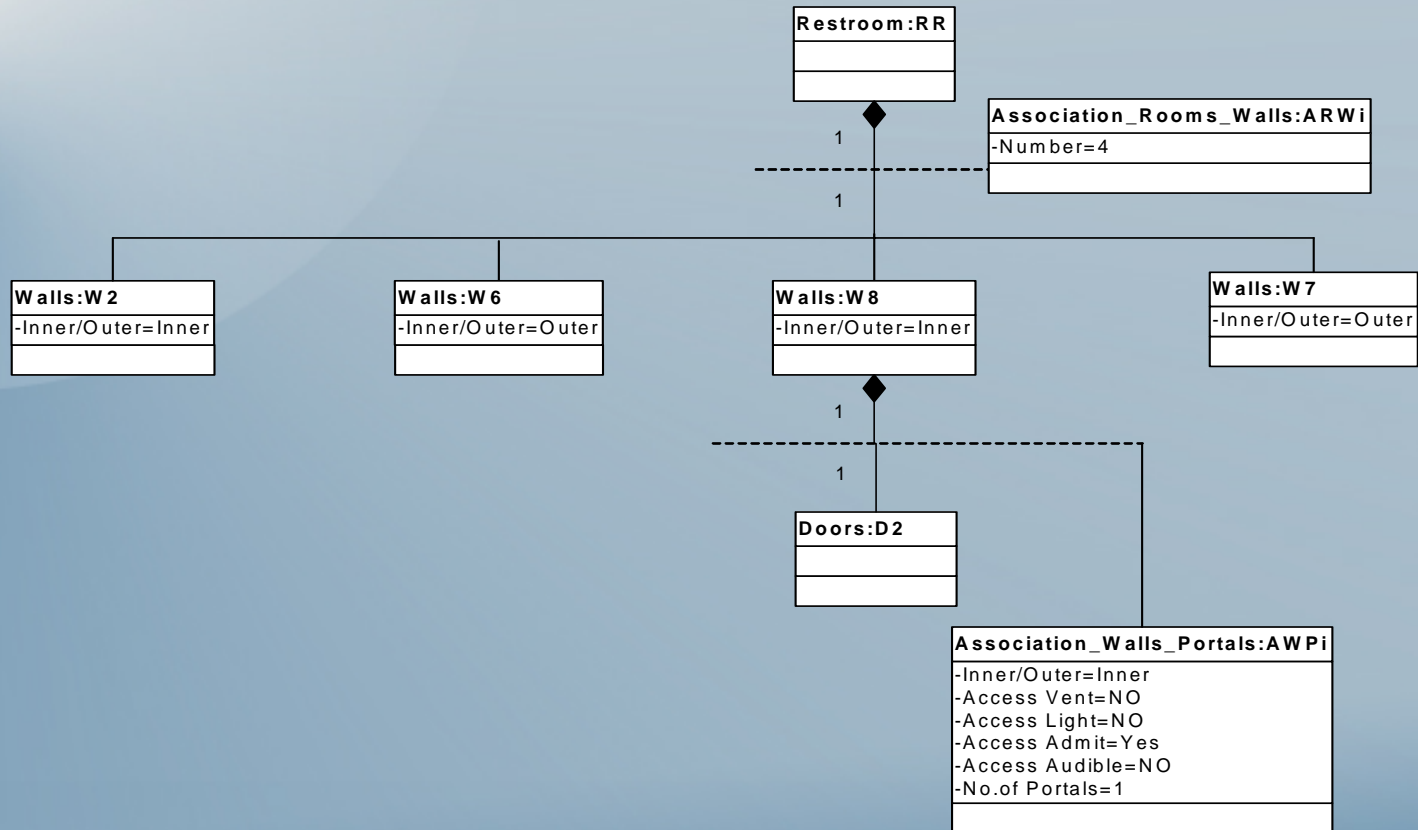 Restroom:RR
Association_Rooms_Walls:ARWi
-Number=4
1
1
Walls:W2
-Inner/Outer=Inner
Walls:W6
-Inner/Outer=Outer
Walls:W8
-Inner/Outer=Inner
Walls:W7
-Inner/Outer=Outer
1
1
Doors:D2
Association_Walls_Portals:AWPi
-Inner/Outer=Inner
-Access Vent=NO
-Access Light=NO
-Access Admit=Yes
-Access Audible=NO
-No.of Portals=1